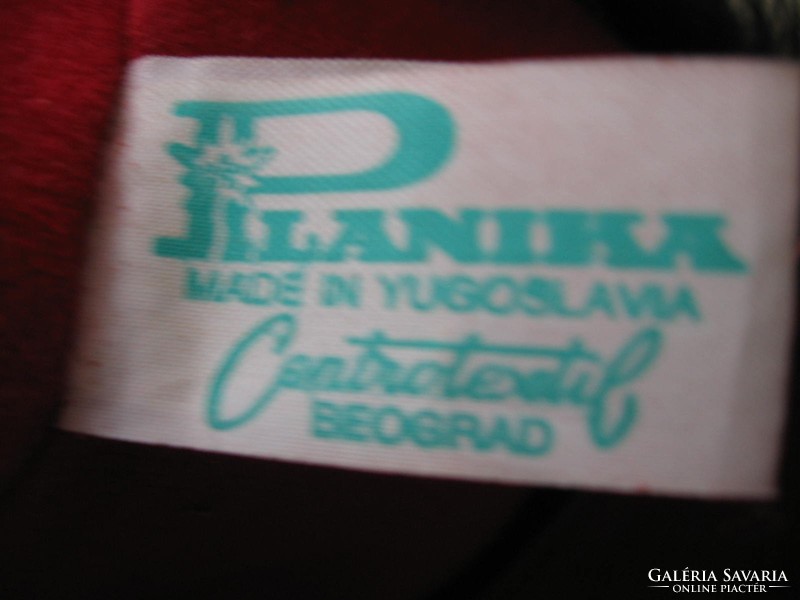 PLANIKA
MADE IN YUGOSLAVIA
Centrotextil
BEOGRAD
GALÉRIA SAVARIA
ONLINE PIACTÉR